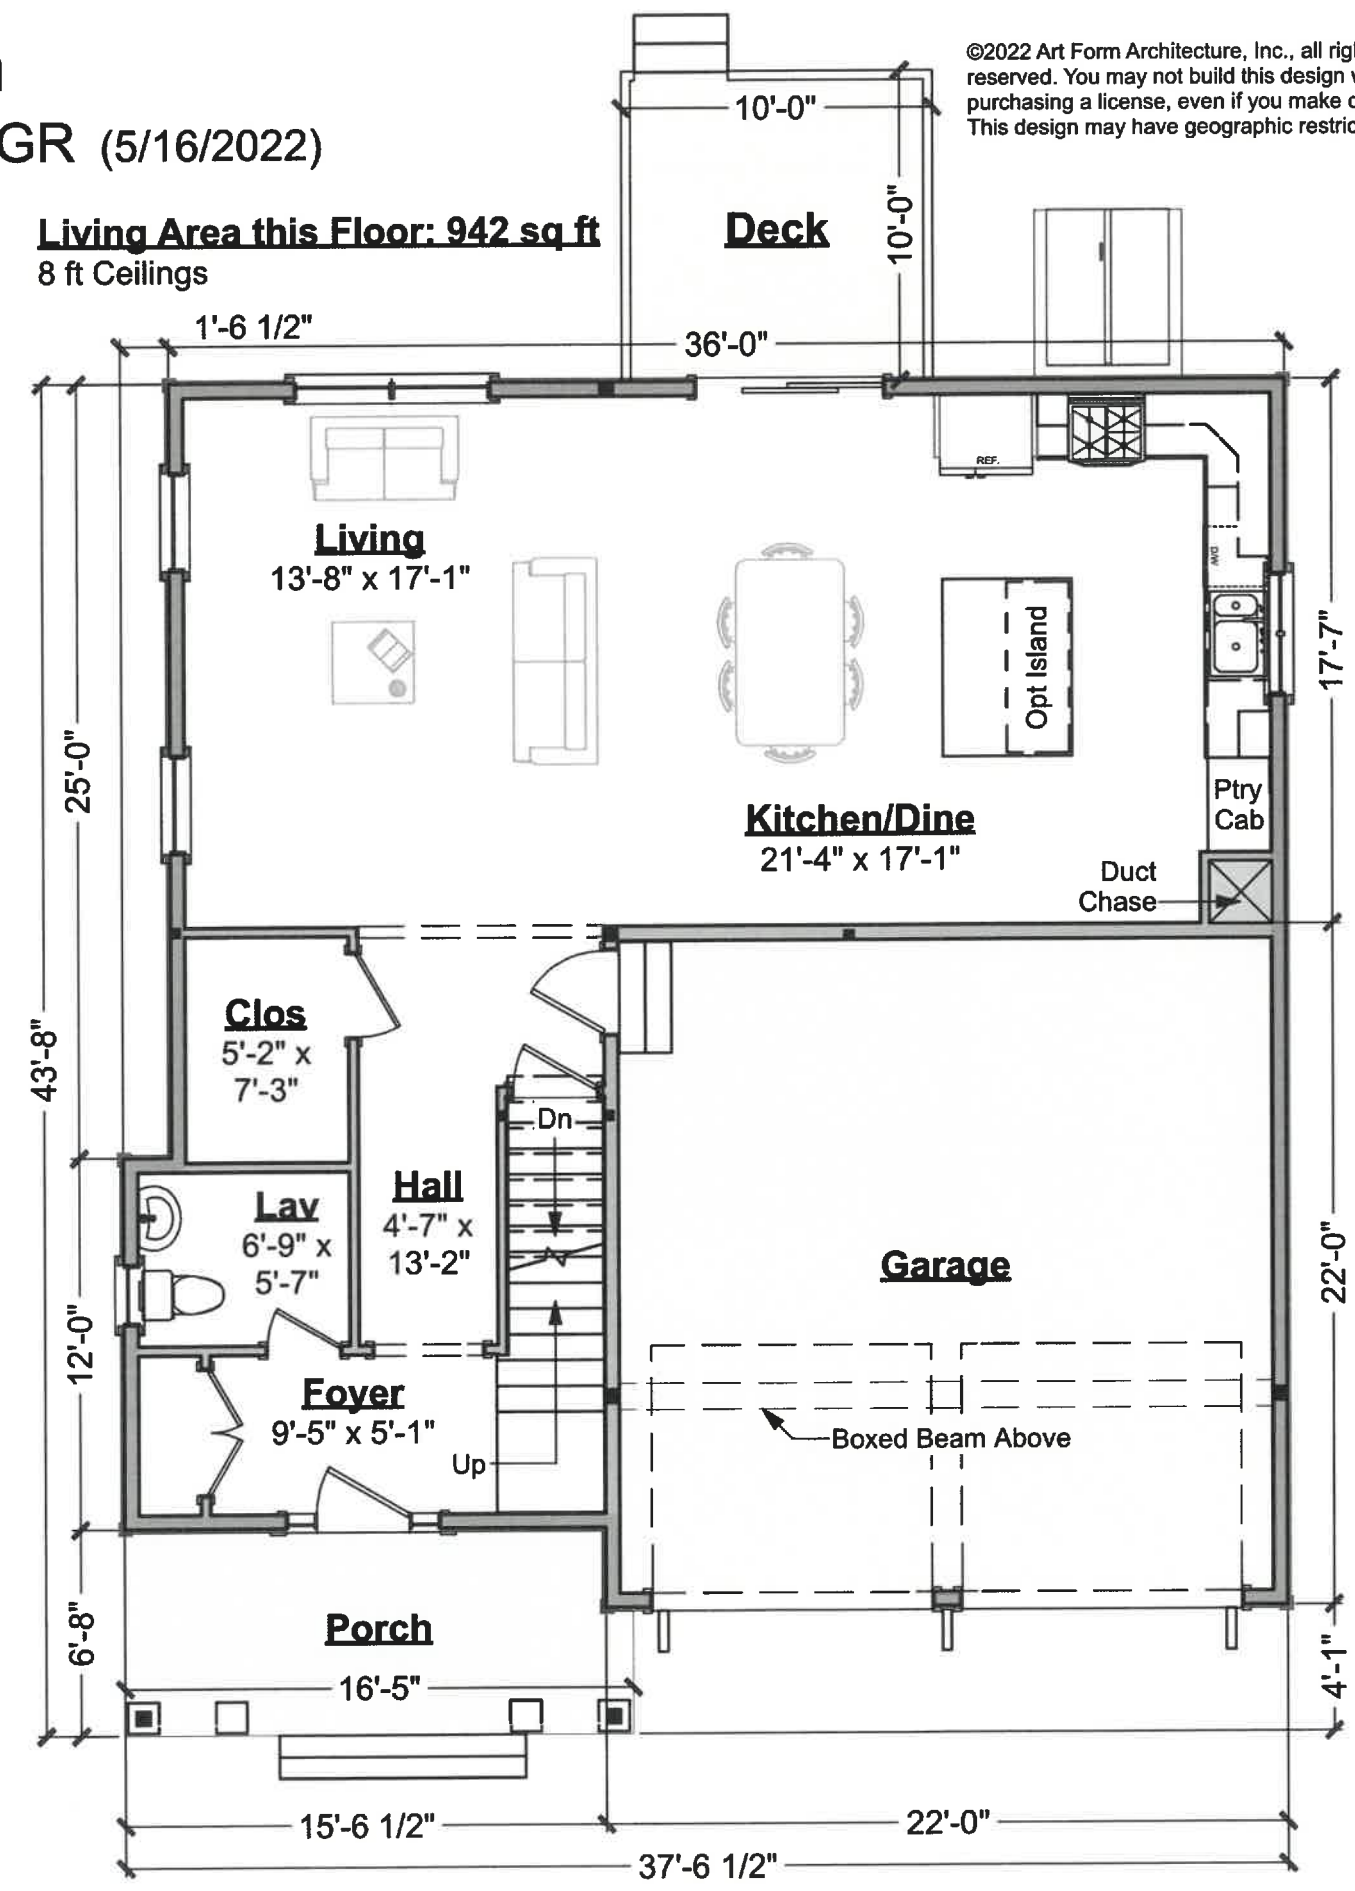 GR (5/16/2022)
©2022 Art Form Architecture, Inc., all
reserved. You may not build this design
purchasing a license, even if you make
This design may have geographic
Living Area this Floor: 942 sq ft
8 ft Ceilings
10'-0"
10'-0"
Deck
1'-6 1/2"
36'-0"
REF.
Living
13'-8" x 17'-1"
D/W
Opt Island
17'-7"
25'-0"
Ptry
Cab
Kitchen/Dine
21'-4" x 17'-1"
Duct
Chase
Clos
5'-2" x
7'-3"
43'-8"
Dn
Hall
4'-7" x
13'-2"
Lav
6'-9" x
5'-7"
Garage
22'-0"
12'-0"
Foyer
9'-5" x 5'-1"
Up
Boxed Beam Above
Porch
6'-8"
16'-5"
4'-1"
15'-6 1/2"
22'-0"
37'-6 1/2"